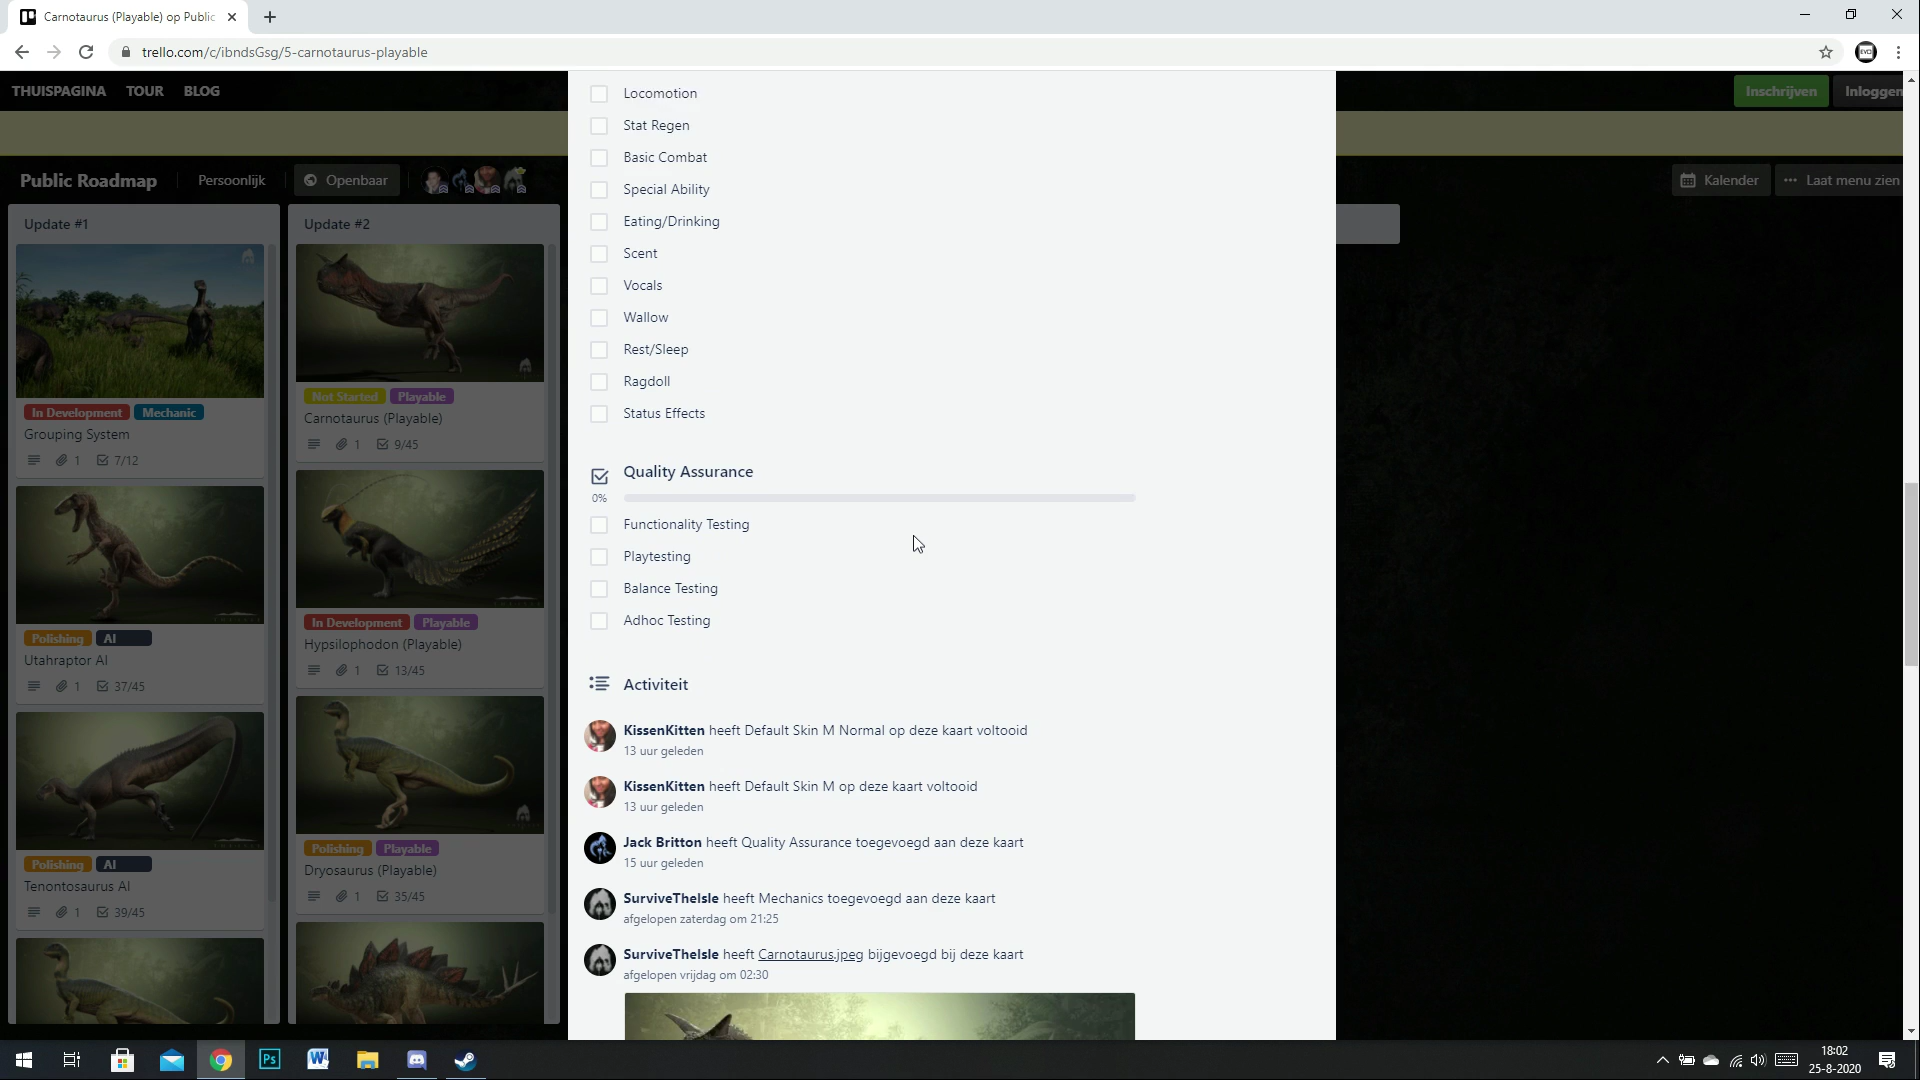 Carnotaurus (Playable) op Public
trello.com/c/ibndsGsg/5-carnotaurus-playable
THUISPAGINA TOUR BLOG
Inschrijven Inloggen
Public Roadmap Persoonlijk Openbaar
Kalender ... Laat menu zien
Update #1
In Development Mechanic
Grouping System
1 7/12
Polishing AI
Utahraptor AI
1 37/45
Polishing AI
Tenontosaurus AI
1 39/45
Update #2
Not Started Playable
Carnotaurus (Playable)
1 9/45
In Development Playable
Hypsilophodon (Playable)
1 13/45
Polishing Playable
Dryosaurus (Playable)
1 35/45
Locomotion
Stat Regen
Basic Combat
Special Ability
Eating/Drinking
Scent
Vocals
Wallow
Rest/Sleep
Ragdoll
Status Effects
Quality Assurance
0%
Functionality Testing
Playtesting
Balance Testing
Adhoc Testing
Activiteit
KissenKitten heeft Default Skin M Normal op deze kaart voltooid
13 uur geleden
KissenKitten heeft Default Skin M op deze kaart voltooid
13 uur geleden
Jack Britton heeft Quality Assurance toegevoegd aan deze kaart
15 uur geleden
SurviveTheIsle heeft Mechanics toegevoegd aan deze kaart
afgelopen zaterdag om 21:25
SurviveTheIsle heeft Carnotaurus.jpeg bijgevoegd bij deze kaart
afgelopen vrijdag om 02:30
Ps
W
18:02
25-8-2020